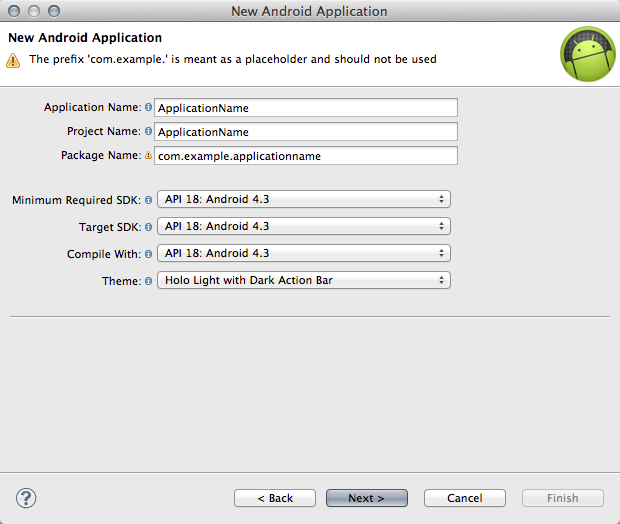 New Android Application
New Android Application
The prefix 'com.example.' is meant as a placeholder and should not be used
Application Name: ApplicationName
Project Name: ApplicationName
Package Name: com.example.applicationname
Minimum Required SDK: API 18: Android 4.3
Target SDK: API 18: Android 4.3
Compile With: API 18: Android 4.3
Theme: Holo Light with Dark Action Bar
? < Back Next > Cancel Finish